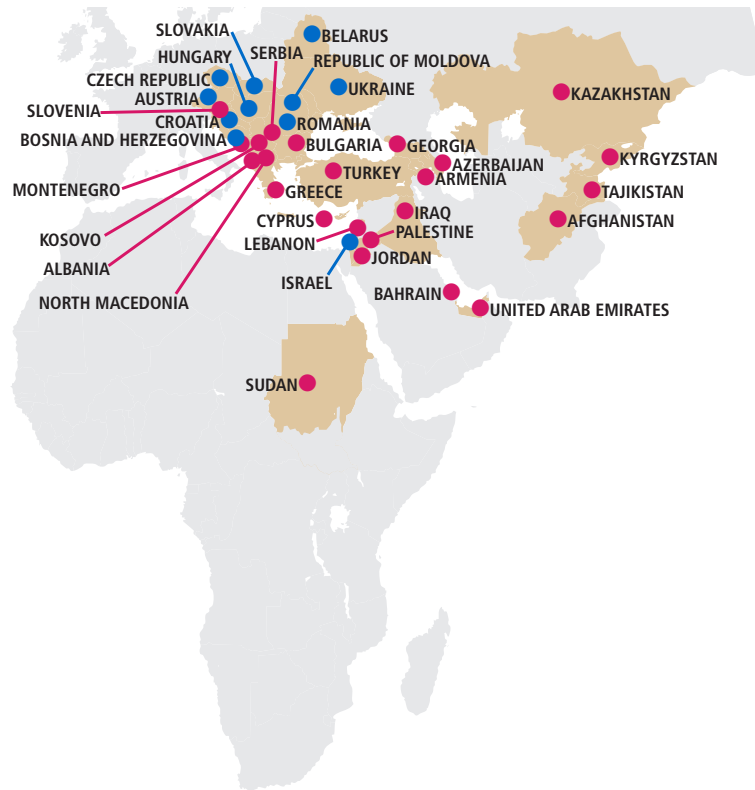 SLOVAKIA
BELARUS
HUNGARY
SERBIA
REPUBLIC OF MOLDOVA
CZECH REPUBLIC
UKRAINE
AUSTRIA
KAZAKHSTAN
SLOVENIA
CROATIA
ROMANIA
BOSNIA AND HERZEGOVINA
BULGARIA
GEORGIA
AZERBAIJAN
KYRGYZSTAN
TURKEY
ARMENIA
MONTENEGRO
GREECE
TAJIKISTAN
CYPRUS
IRAQ
AFGHANISTAN
PALESTINE
KOSOVO
LEBANON
JORDAN
ALBANIA
ISRAEL
BAHRAIN
NORTH MACEDONIA
UNITED ARAB EMIRATES
SUDAN